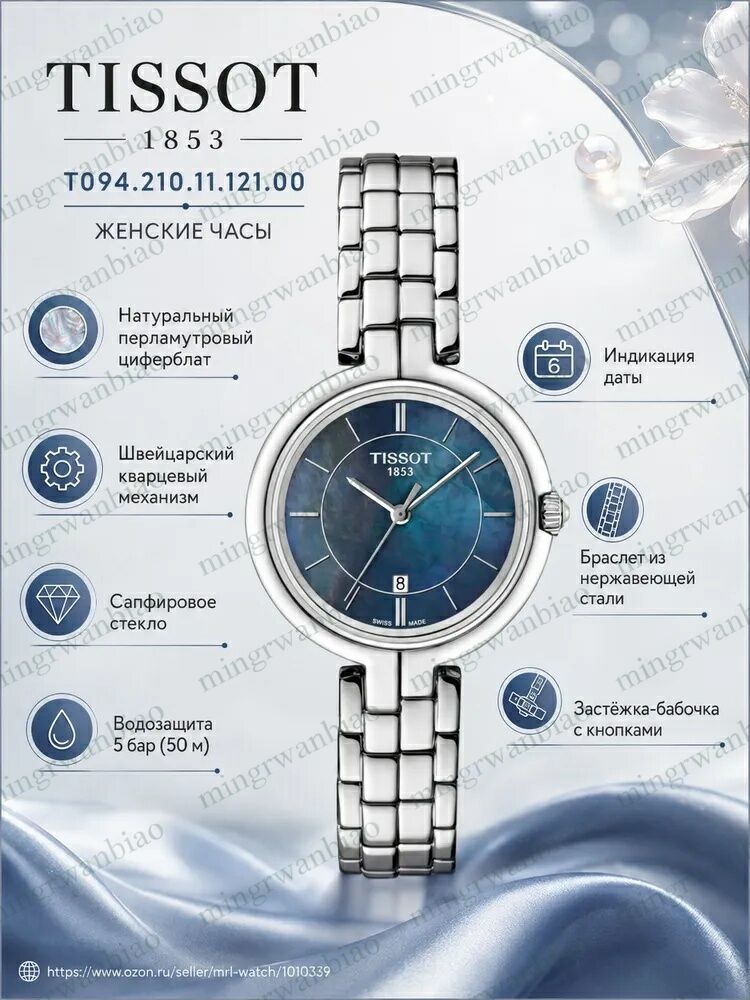 TISSOT
1853
T094.210.11.121.00
ЖЕНСКИЕ ЧАСЫ
Натуральный
перламутровый
циферблат
Швейцарский
кварцевый
механизм
Сапфировое
стекло
Водозащита
5 бар (50 м)
6
Индикация
даты
Браслет из
нержавеющей
стали
Застёжка-бабочка
с кнопками
TISSOT
1853
8
SWISS MADE
https://www.ozon.ru/seller/mrl-watch/1010339
mingrwanbiao